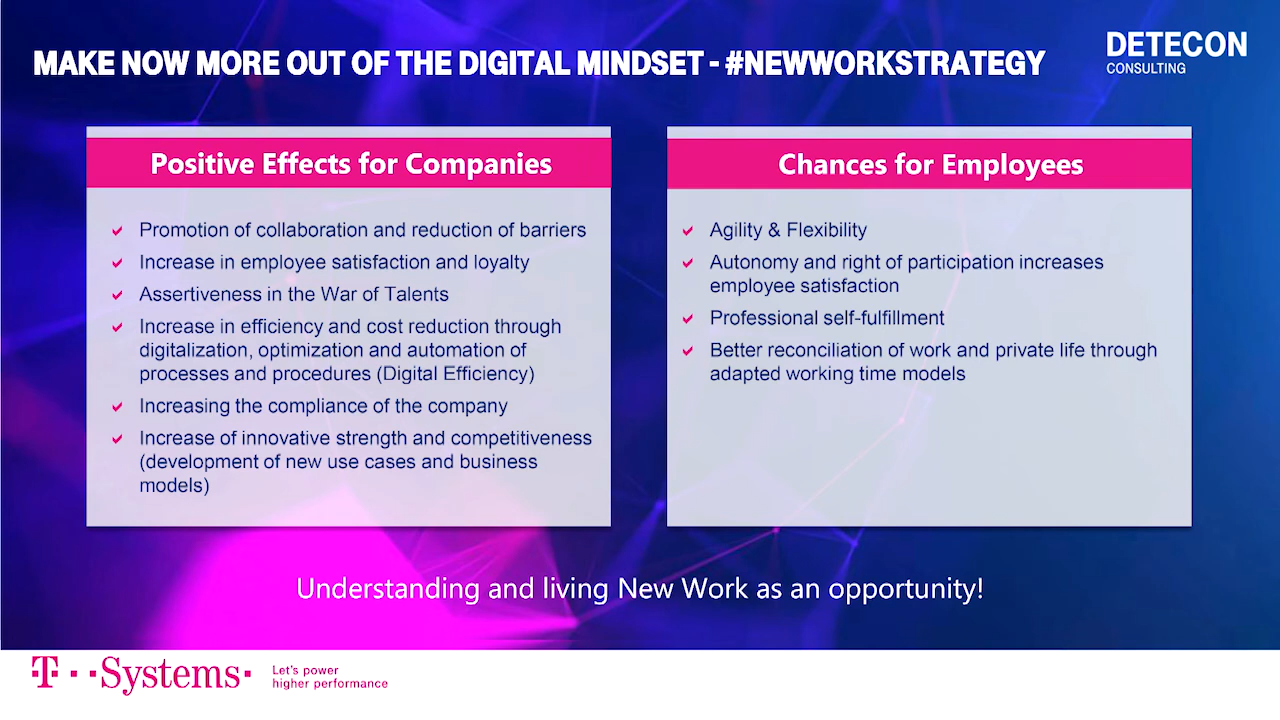 MAKE NOW MORE OUT OF THE DIGITAL MINDSET - #NEWWORKSTRATEGY
DETECON
CONSULTING
Positive Effects for Companies
Promotion of collaboration and reduction of barriers
Increase in employee satisfaction and loyalty
Assertiveness in the War of Talents
Increase in efficiency and cost reduction through
digitalization, optimization and automation of
processes and procedures (Digital Efficiency)
Increasing the compliance of the company
Increase of innovative strength and competitiveness
(development of new use cases and business
models)
Chances for Employees
Agility & Flexibility
Autonomy and right of participation increases
employee satisfaction
Professional self-fulfillment
Better reconciliation of work and private life through
adapted working time models
Understanding and living New Work as an opportunity!
T · · Systems ·
Let's power
higher performance